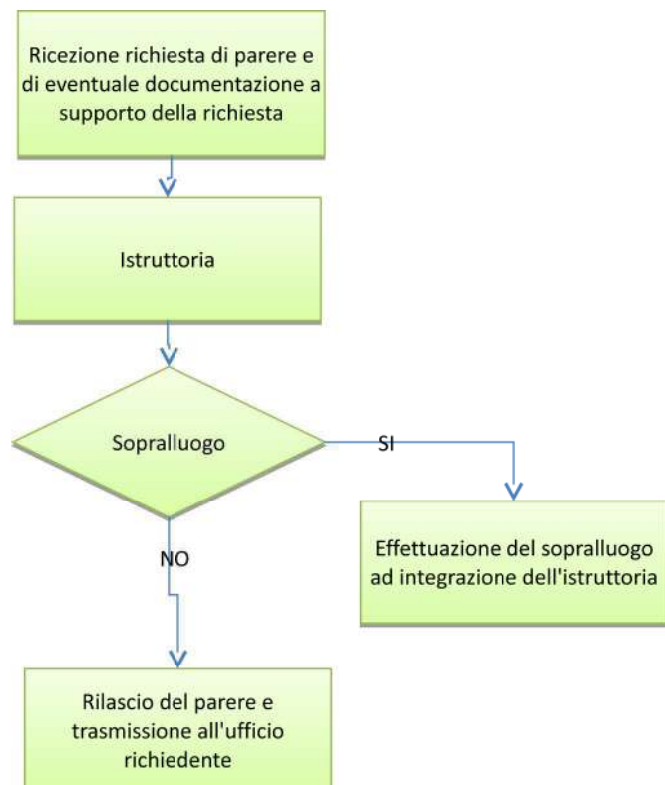 Ricezione richiesta di parere e
di eventuale documentazione a
supporto della richiesta
Istruttoria
Sopralluogo
SI
Effettuazione del sopralluogo
ad integrazione dell'istruttoria
NO
Rilascio del parere e
trasmissione all'ufficio
richiedente